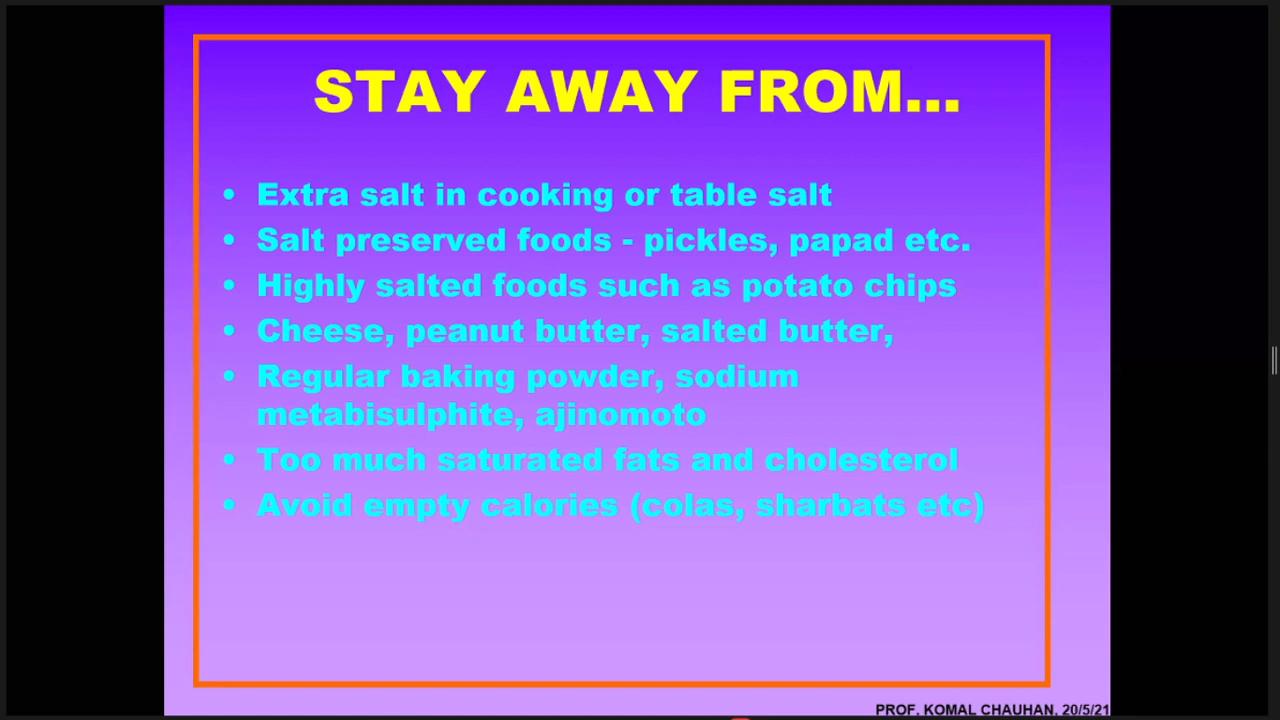 STAY AWAY FROM...
• Extra salt in cooking or table salt
• Salt preserved foods - pickles, papad etc.
• Highly salted foods such as potato chips
• Cheese, peanut butter, salted butter,
• Regular baking powder, sodium
metabisulphite, ajinomoto
• Too much saturated fats and cholesterol
• Avoid empty calories (colas, sharbats etc)
PROF. KOMAL CHAUHAN, 20/5/21